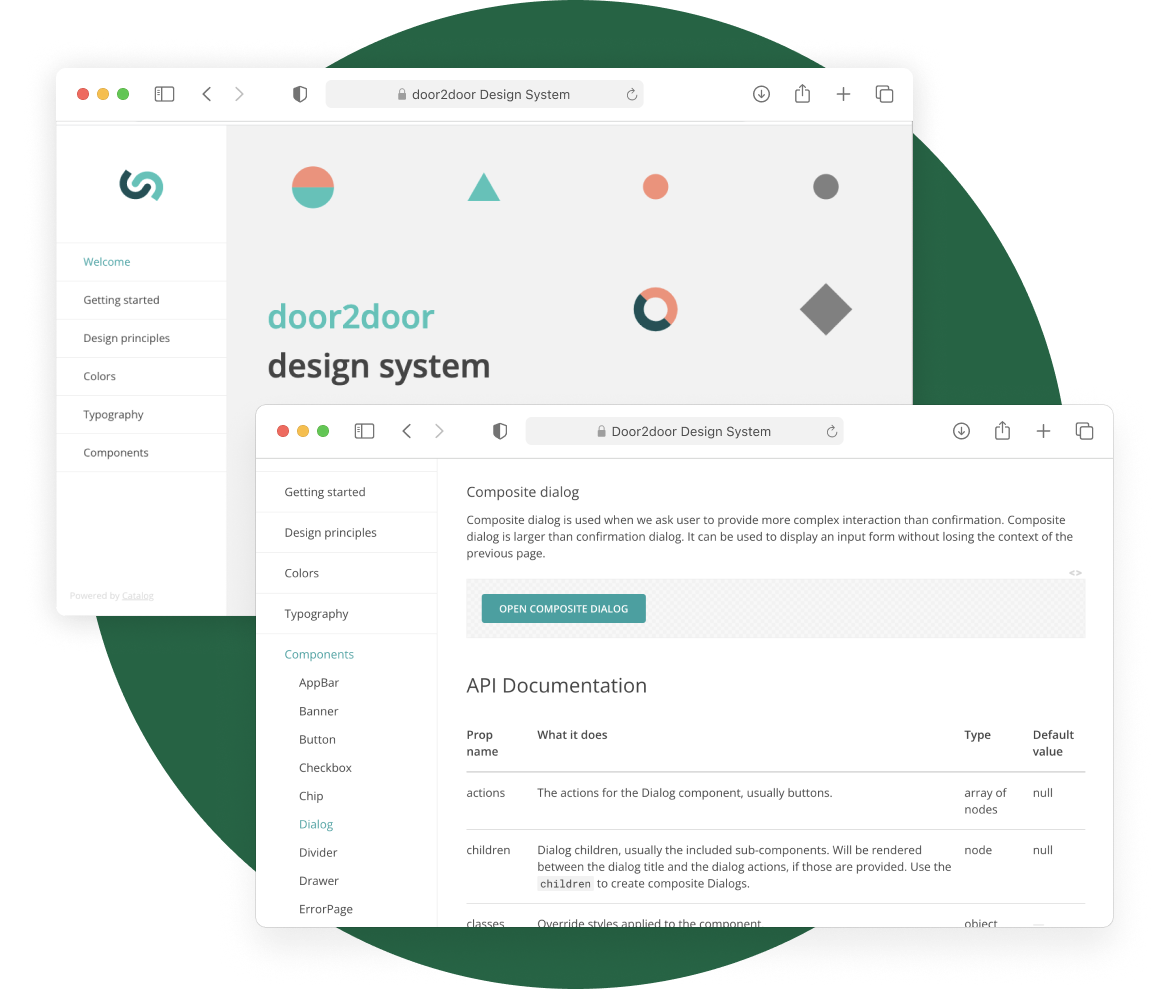 door2door Design System
Welcome
Getting started
Design principles
Colors
Typography
Components
Powered by Catalog
door2door
design system
Door2door Design System
Getting started
Design principles
Colors
Typography
Components
AppBar
Banner
Button
Checkbox
Chip
Dialog
Divider
Drawer
ErrorPage
Composite dialog
Composite dialog is used when we ask user to provide more complex interaction than confirmation. Composite
dialog is larger than confirmation dialog. It can be used to display an input form without losing the context of the
previous page.
<>
OPEN COMPOSITE DIALOG
API Documentation
Prop name What it does Type Default value
actions The actions for the Dialog component, usually buttons. array of nodes null
children Dialog children, usually the included sub-components. Will be rendered node null
between the dialog title and the dialog actions, if those are provided. Use the
children to create composite Dialogs.
classes Override styles applied to the component object —